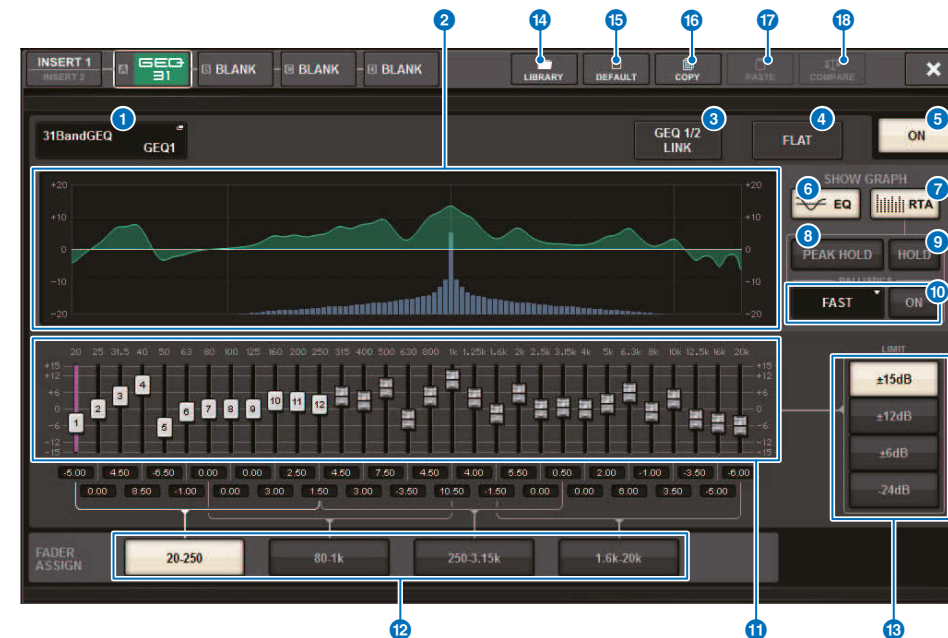 2
14
15
16
17
18
INSERT 1
INSERT 2
A GEQ 31
B BLANK
C BLANK
D BLANK
LIBRARY
DEFAULT
COPY
PASTE
COMPARE
×
1
3
4
5
31BandGEQ
GEQ1
GEQ 1/2
LINK
FLAT
ON
SHOW GRAPH
6
7
EQ
RTA
8
9
PEAK HOLD
HOLD
BALLISTICS
10
FAST
ON
+20 +20
+10 +10
0 0
-10 -10
-20 -20
20 25 31.5 40 50 63 80 100 125 160 200 250 315 400 500 630 800 1k 1.25k 1.6k 2k 2.5k 3.15k 4k 5k 6.3k 8k 10k 12.5k 16k 20k
+15 +15
+12 +12
+6 +6
0 0
-6 -6
-12 -12
-15 -15
1 2 3 4 5 6 7 8 9 10 11 12
-5.00 4.50 -6.50 0.00 0.00 2.50 4.50 7.50 4.50 4.00 5.50 0.50 2.00 -1.00 -3.50 -6.00
0.00 8.50 -1.00 0.00 3.00 1.50 3.00 -3.50 10.50 -1.50 0.00 0.00 6.00 3.50 -5.00
LIMIT
±15dB
±12dB
±6dB
-24dB
FADER
ASSIGN
20-250
80-1k
250-3.15k
1.6k-20k
12
11
13